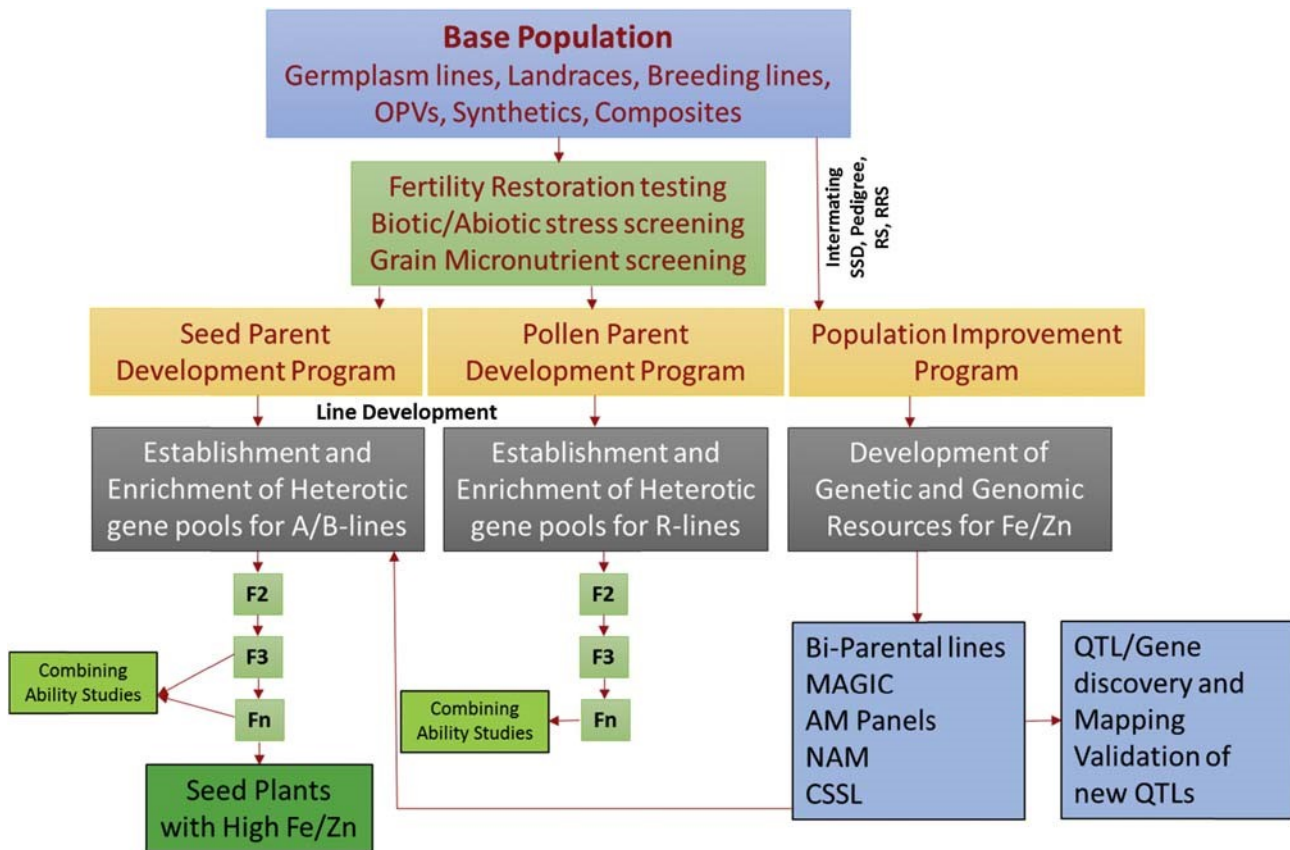 Base Population
Germplasm lines, Landraces, Breeding lines,
OPVs, Synthetics, Composites
Fertility Restoration testing
Biotic/Abiotic stress screening
Grain Micronutrient screening
Intermating
SSD, Pedigree,
RS, RRS
Seed Parent
Development Program
Pollen Parent
Development Program
Population Improvement
Program
Line Development
Establishment and
Enrichment of Heterotic
gene pools for A/B-lines
Establishment and
Enrichment of Heterotic
gene pools for R-lines
Development of
Genetic and Genomic
Resources for Fe/Zn
F2
F3
Fn
Combining
Ability Studies
Seed Plants
with High Fe/Zn
F2
F3
Fn
Combining
Ability Studies
Bi-Parental lines
MAGIC
AM Panels
NAM
CSSL
QTL/Gene
discovery and
Mapping
Validation of
new QTLs